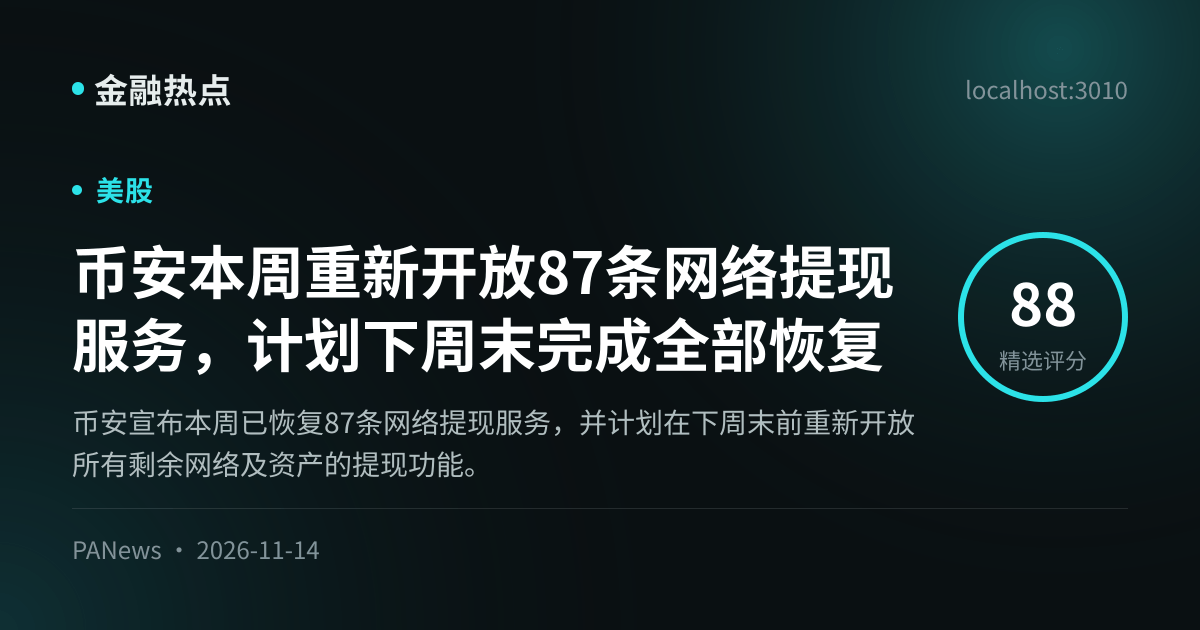 金融热点
localhost:3010
美股
币安本周重新开放87条网络提现
服务，计划下周末完成全部恢复
88
精选评分
币安宣布本周已恢复87条网络提现服务，并计划在下周末前重新开放
所有剩余网络及资产的提现功能。
PANews · 2026-11-14